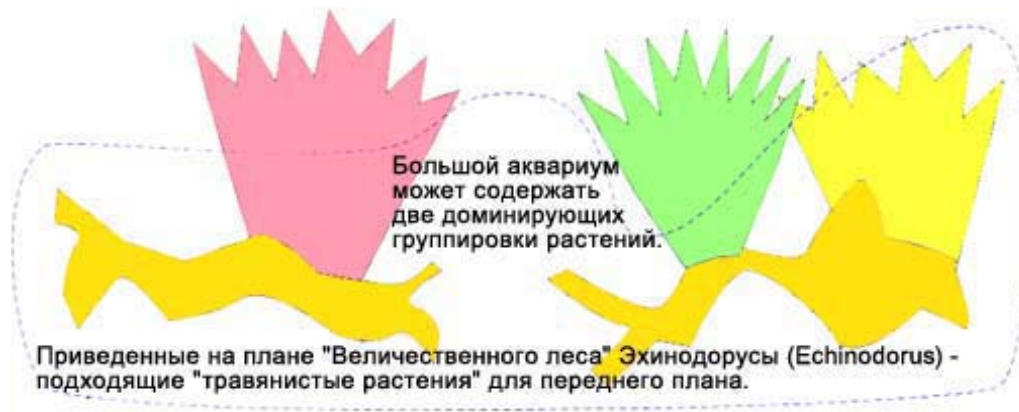 Большой аквариум
может содержать
две доминирующих
группировки растений.
Приведенные на плане "Величественного леса" Эхинодорусы (Echinodorus) -
подходящие "травянистые растения" для переднего плана.